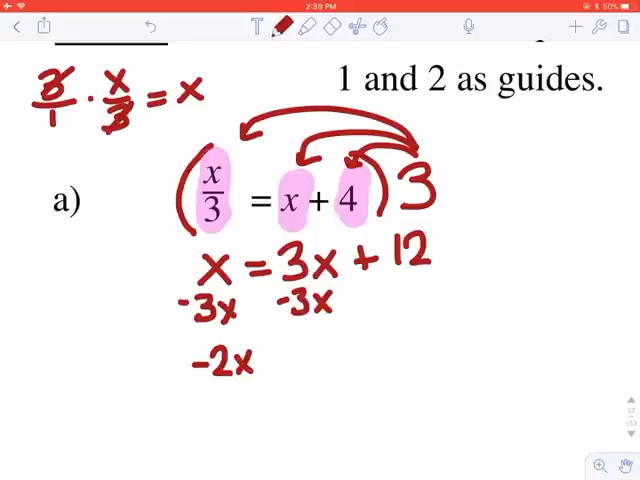 2:39 PM 50%
T
1 and 2 as guides.
3/1 · x/3 = x
a) (x/3 = x + 4) 3
x = 3x + 12
-3x -3x
-2x